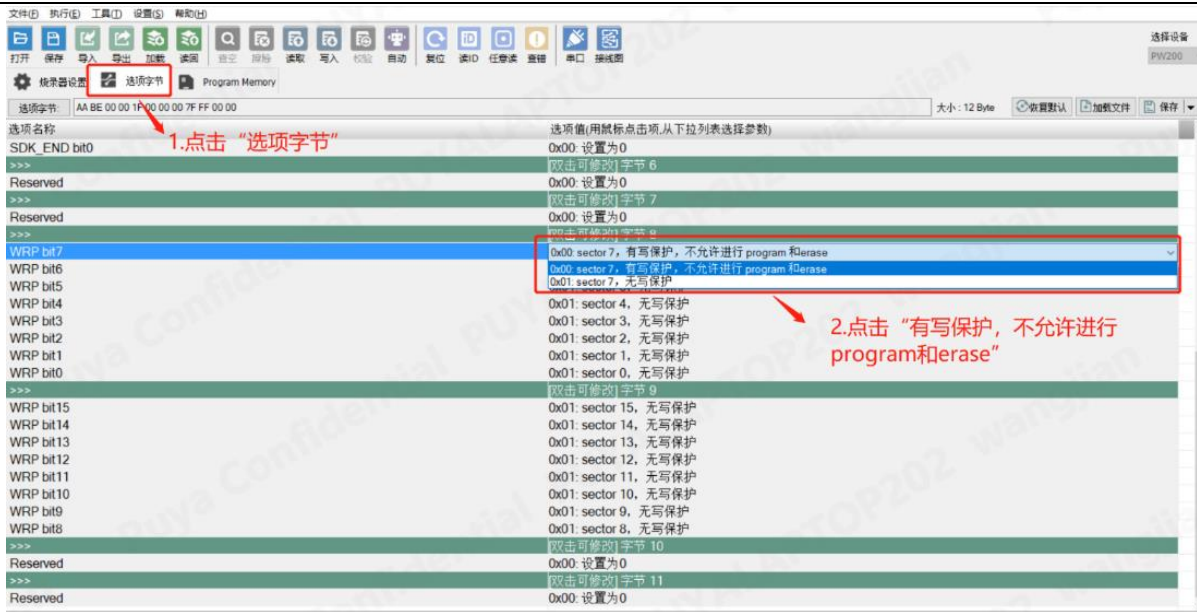 文件(F) 执行(E) 工具(T) 设置(S) 帮助(H)
打开 保存 导入 导出 加载 读回 查空 擦除 读取 写入 校验 自动 复位 读ID 任意读 查错 串口 接线图
选择设备
PW200
烧录器设置 选项字节 Program Memory
选项字节: AA BE 00 00 1F 00 00 00 7F FF 00 00 大小: 12 Byte 恢复默认 加载文件 保存
选项名称 选项值(用鼠标点击项,从下拉列表选择参数)
1.点击“选项字节”
SDK_END bit0 0x00: 设置为0
>>> [双击可修改] 字节 6
Reserved 0x00: 设置为0
>>> [双击可修改] 字节 7
Reserved 0x00: 设置为0
>>> [双击可修改] 字节 8
WRP bit7 0x00: sector 7，有写保护，不允许进行 program 和erase
WRP bit6 0x00: sector 7，有写保护，不允许进行 program 和erase
WRP bit5 0x01: sector 7，无写保护
WRP bit4 0x01: sector 4，无写保护
WRP bit3 0x01: sector 3，无写保护
WRP bit2 0x01: sector 2，无写保护
WRP bit1 0x01: sector 1，无写保护
WRP bit0 0x01: sector 0，无写保护
2.点击“有写保护，不允许进行
program和erase”
>>> [双击可修改] 字节 9
WRP bit15 0x01: sector 15，无写保护
WRP bit14 0x01: sector 14，无写保护
WRP bit13 0x01: sector 13，无写保护
WRP bit12 0x01: sector 12，无写保护
WRP bit11 0x01: sector 11，无写保护
WRP bit10 0x01: sector 10，无写保护
WRP bit9 0x01: sector 9，无写保护
WRP bit8 0x01: sector 8，无写保护
>>> [双击可修改] 字节 10
Reserved 0x00: 设置为0
>>> [双击可修改] 字节 11
Reserved 0x00: 设置为0